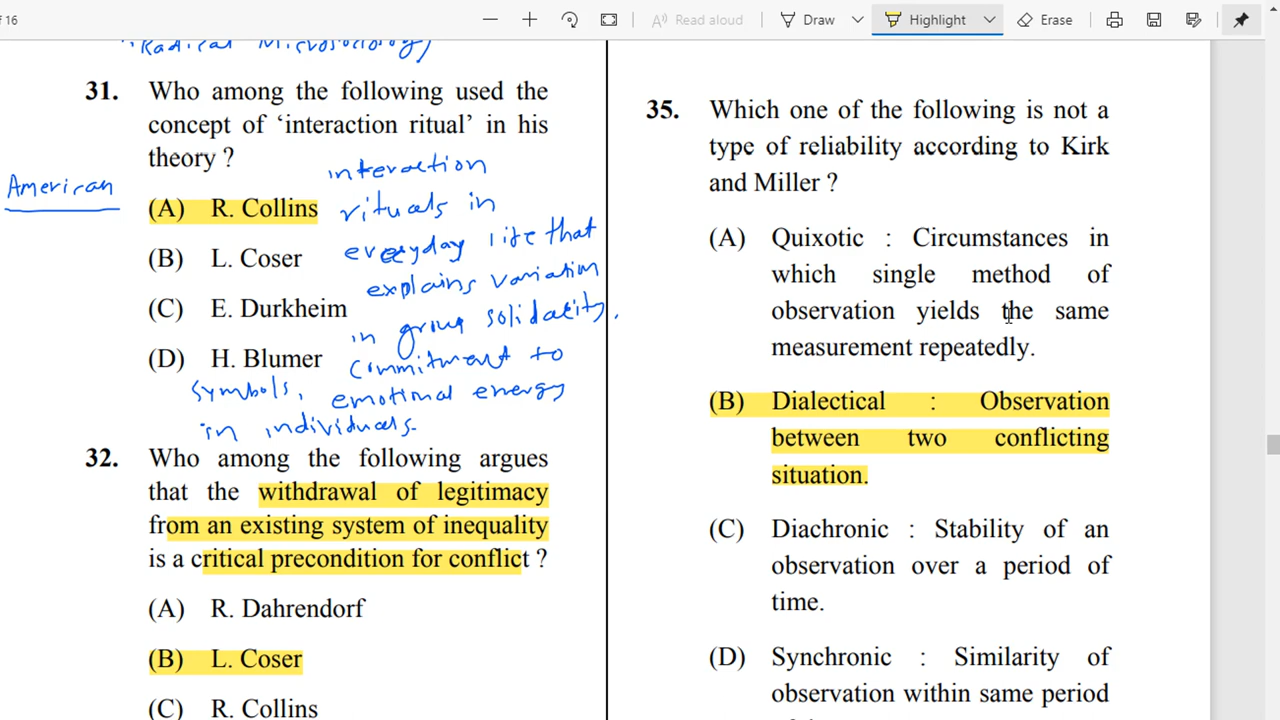 of 16
Read aloud
Draw
Highlight
Erase
(Radical Microsociology)
31. Who among the following used the
concept of ‘interaction ritual’ in his
theory ?
American
(A) R. Collins
(B) L. Coser
(C) E. Durkheim
(D) H. Blumer
interaction
rituals in
everyday life that
explains variation
in group solidarity,
commitment to
symbols, emotional energy
in individuals.
32. Who among the following argues
that the withdrawal of legitimacy
from an existing system of inequality
is a critical precondition for conflict ?
(A) R. Dahrendorf
(B) L. Coser
(C) R. Collins
35. Which one of the following is not a
type of reliability according to Kirk
and Miller ?
(A) Quixotic : Circumstances in
which single method of
observation yields the same
measurement repeatedly.
(B) Dialectical : Observation
between two conflicting
situation.
(C) Diachronic : Stability of an
observation over a period of
time.
(D) Synchronic : Similarity of
observation within same period